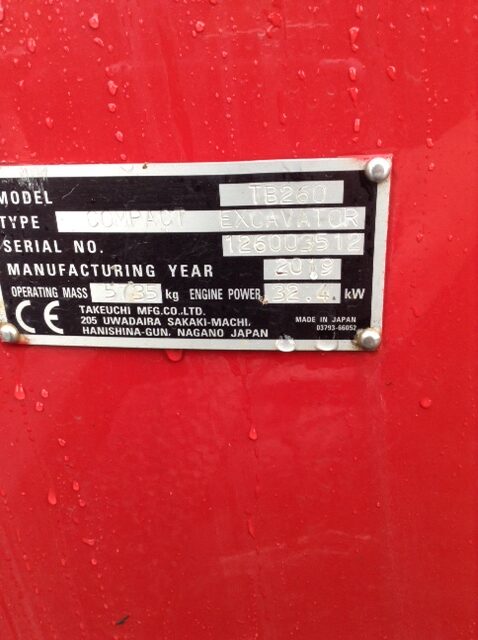 MODEL TB260
TYPE COMPACT EXCAVATOR
SERIAL NO. 126003512
MANUFACTURING YEAR 2019
OPERATING MASS 5735 kg ENGINE POWER 32.4 kW
CE TAKEUCHI MFG.CO.,LTD.
205 UWADAIRA SAKAKI-MACHI,
HANISHINA-GUN, NAGANO JAPAN
MADE IN JAPAN
03793-66052